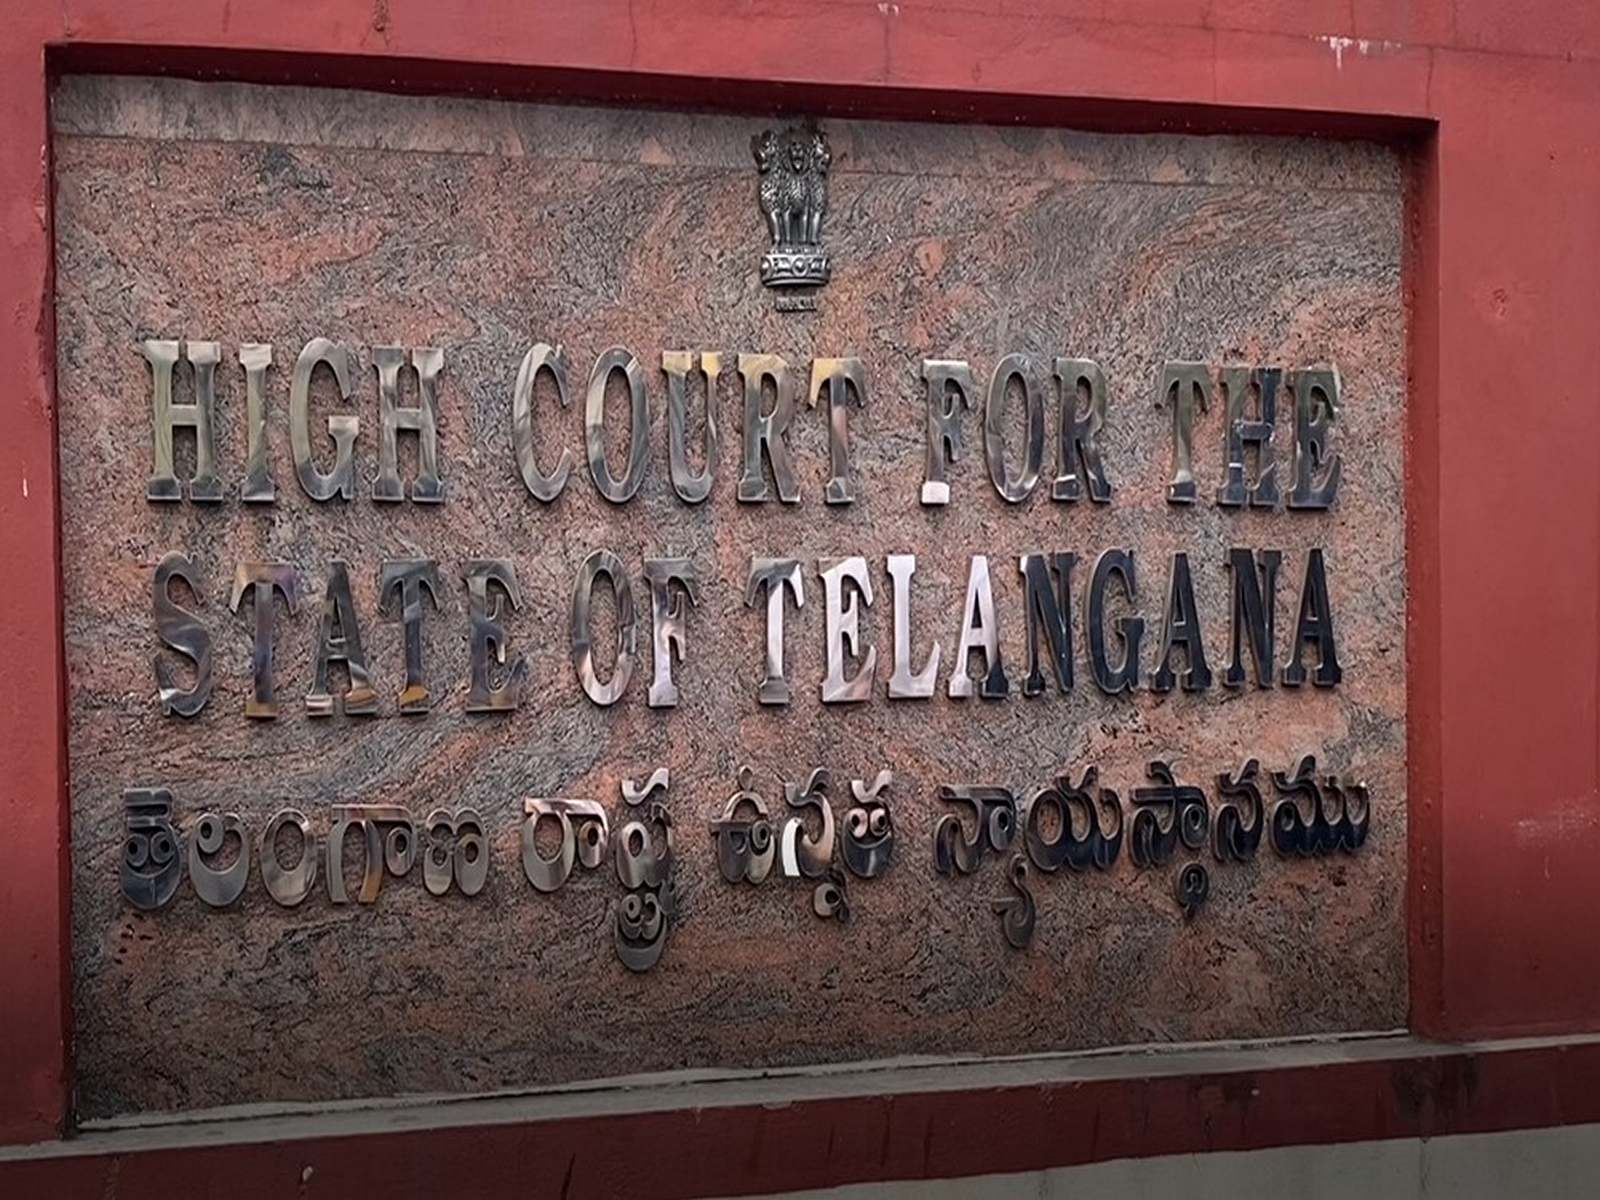 HIGH COURT FOR THE
STATE OF TELANGANA
తెలంగాణ రాష్ట్ర ఉన్నత న్యాయస్థానము